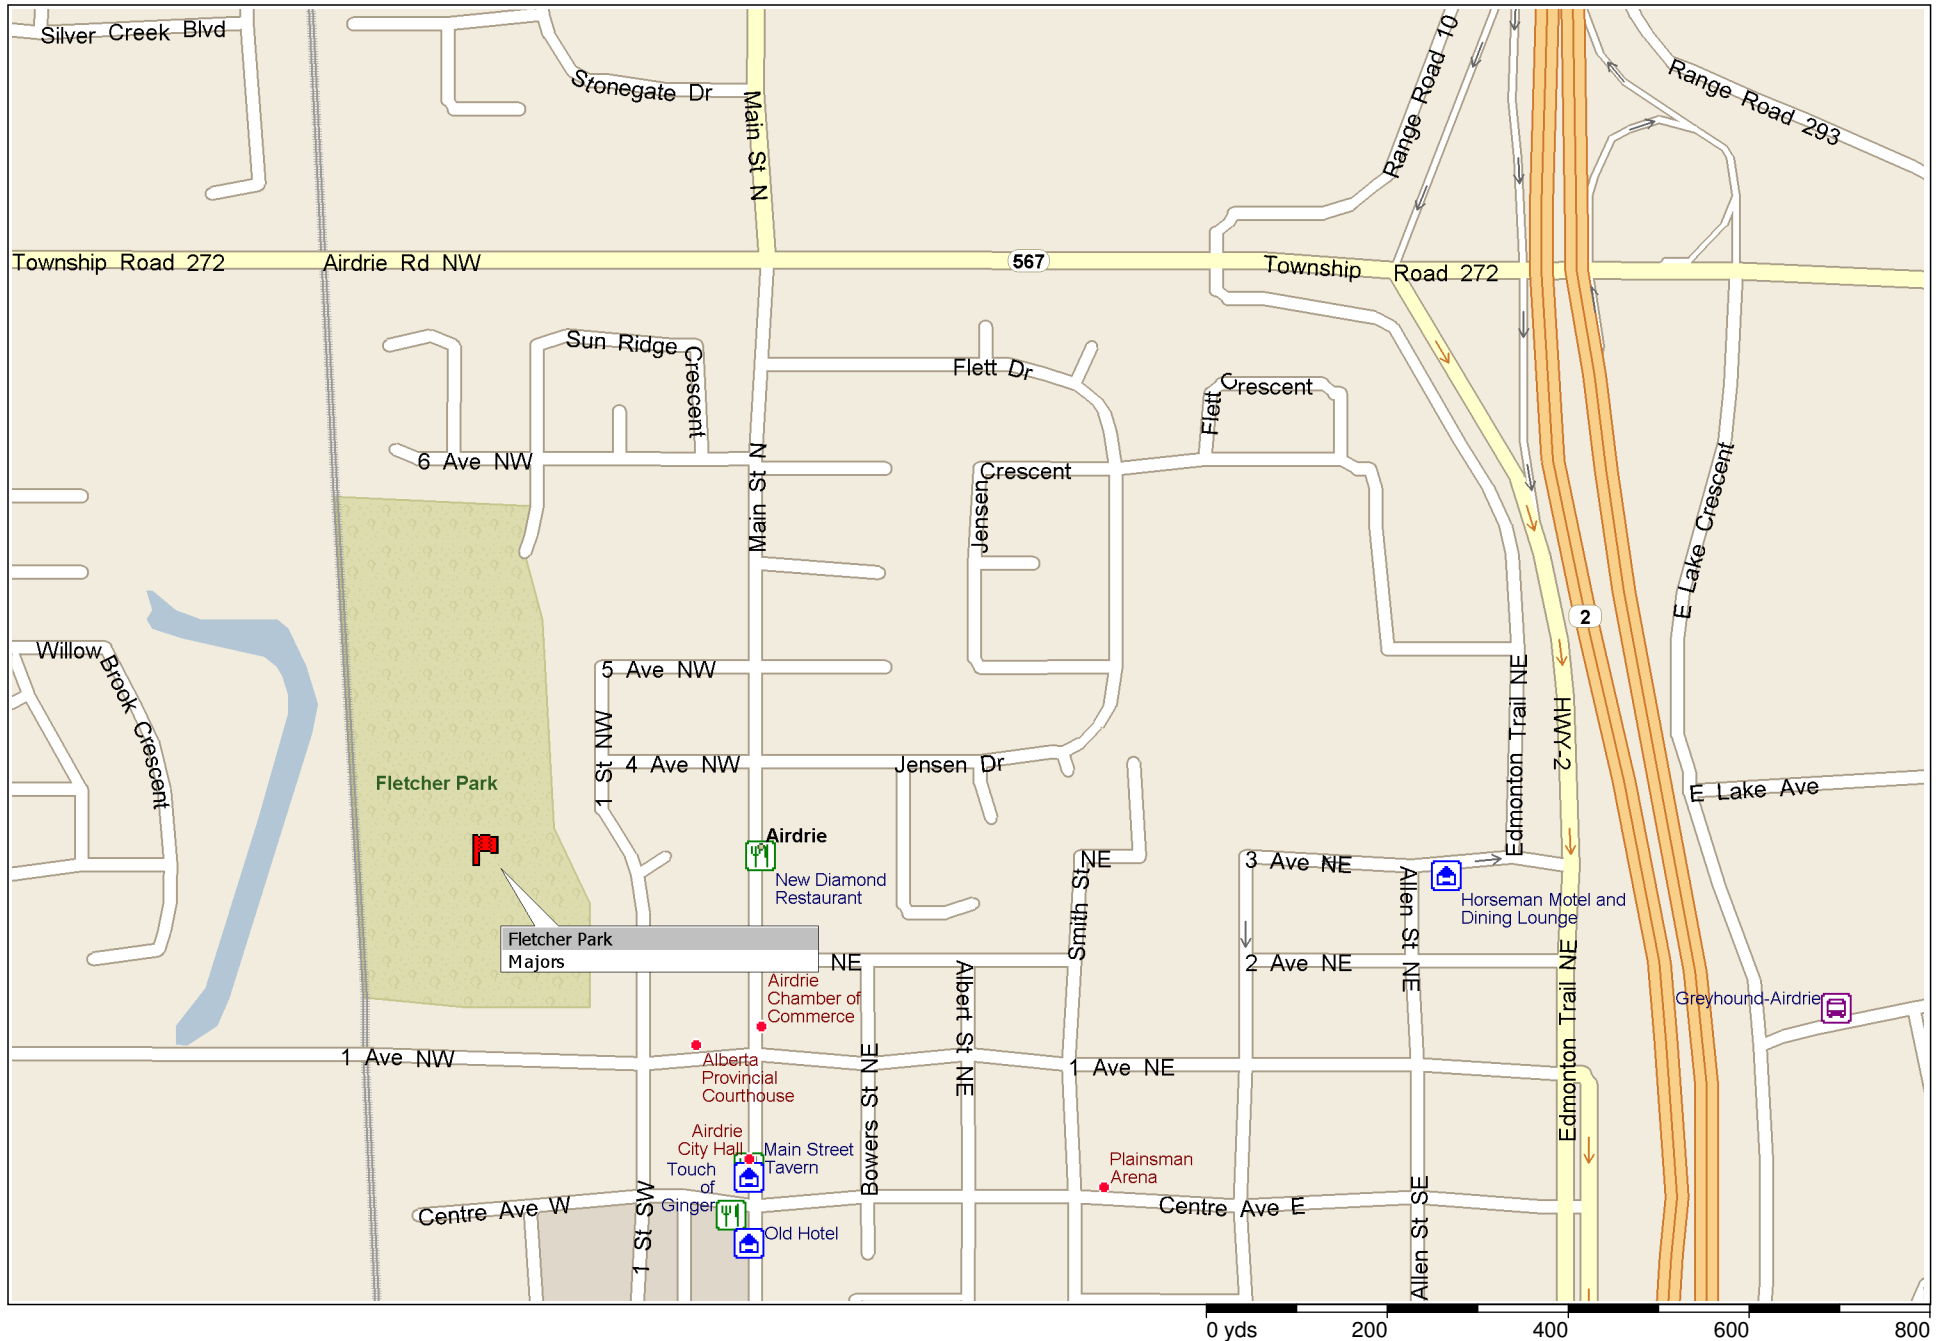 Silver Creek Blvd
Stonegate Dr
Main St N
Range Road 10
Range Road 293
Township Road 272
Airdrie Rd NW
567
Township Road 272
Sun Ridge Crescent
Flett Dr
Flett Crescent
6 Ave NW
Main St N
Jensen Crescent
E Lake Crescent
2
Willow Brook Crescent
5 Ave NW
Edmonton Trail NE
HWY-2
1 St NW
4 Ave NW
Jensen Dr
Fletcher Park
E Lake Ave
Airdrie
New Diamond
Restaurant
Smith St NE
3 Ave NE
Allen St NE
Horseman Motel and
Dining Lounge
Fletcher Park
Majors
NE
2 Ave NE
Albert St NE
Edmonton Trail NE
Airdrie
Chamber of
Commerce
Greyhound-Airdrie
1 Ave NW
Alberta
Provincial
Courthouse
Bowers St NE
1 Ave NE
Airdrie
City Hall
Main Street
Tavern
Touch
of
Ginger
Plainsman
Arena
Centre Ave W
1 St SW
Centre Ave E
Allen St SE
Old Hotel
0 yds 200 400 600 800